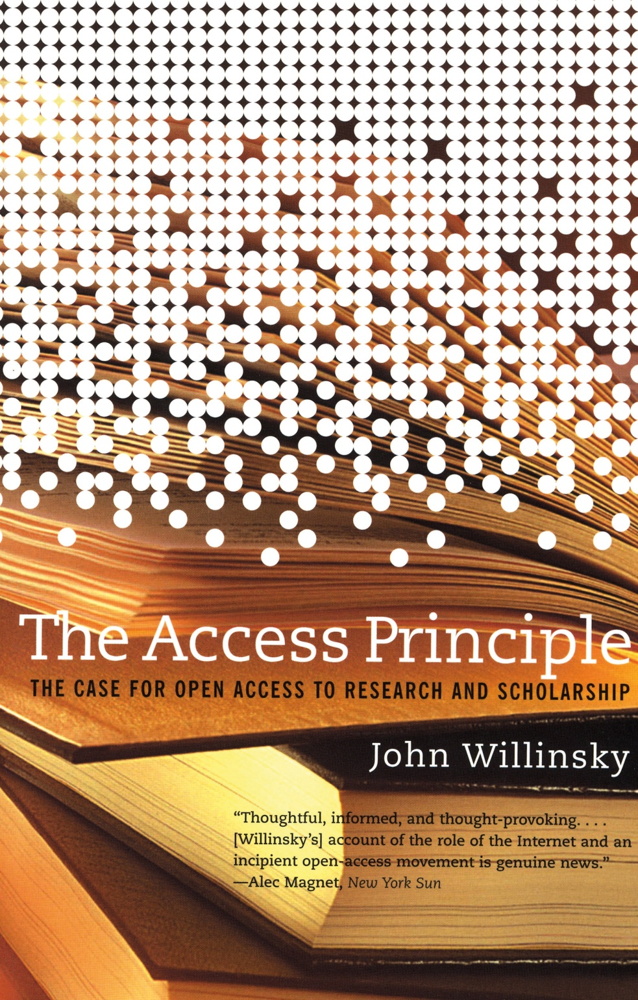 The Access Principle
THE CASE FOR OPEN ACCESS TO RESEARCH AND SCHOLARSHIP
John Willinsky
“Thoughtful, informed, and thought-provoking. . . .
[Willinsky’s] account of the role of the Internet and an
incipient open-access movement is genuine news.”
—Alec Magnet, New York Sun